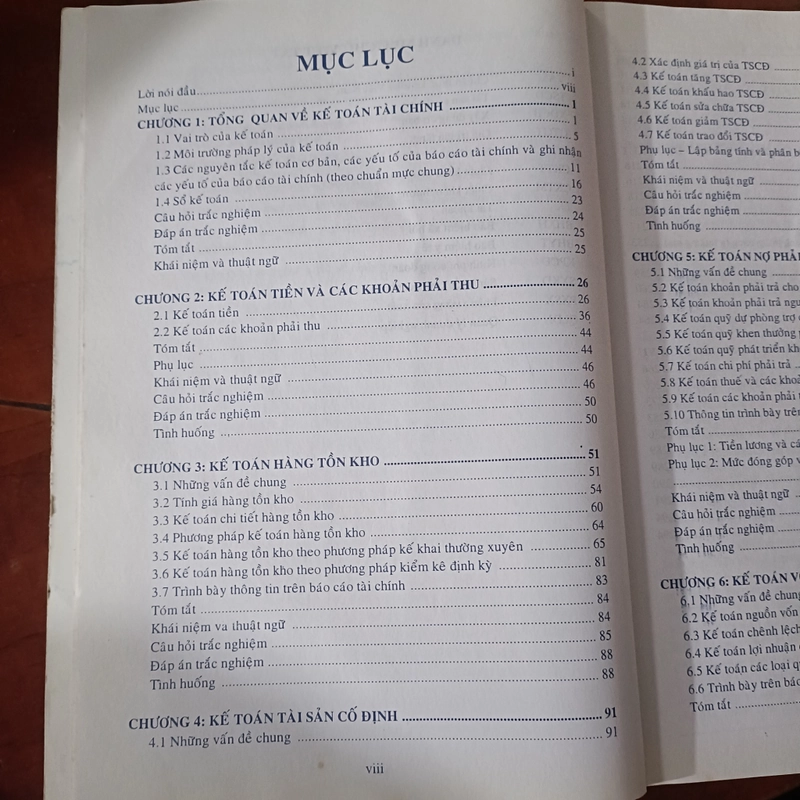 MỤC LỤC
Lời nói đầu ........ i
Mục lục ........ viii
CHƯƠNG 1: TỔNG QUAN VỀ KẾ TOÁN TÀI CHÍNH ........ 1
1.1 Vai trò của kế toán ........ 1
1.2 Môi trường pháp lý của kế toán ........ 5
1.3 Các nguyên tắc kế toán cơ bản, các yếu tố của báo cáo tài chính và ghi nhận
các yếu tố của báo cáo tài chính (theo chuẩn mực chung) ........ 11
1.4 Sổ kế toán ........ 16
Câu hỏi trắc nghiệm ........ 23
Đáp án trắc nghiệm ........ 24
Tóm tắt ........ 25
Khái niệm và thuật ngữ ........ 25
CHƯƠNG 2: KẾ TOÁN TIỀN VÀ CÁC KHOẢN PHẢI THU ........ 26
2.1 Kế toán tiền ........ 26
2.2 Kế toán các khoản phải thu ........ 36
Tóm tắt ........ 44
Phụ lục ........ 44
Khái niệm và thuật ngữ ........ 46
Câu hỏi trắc nghiệm ........ 46
Đáp án trắc nghiệm ........ 50
Tình huống ........ 50
CHƯƠNG 3: KẾ TOÁN HÀNG TỒN KHO ........ 51
3.1 Những vấn đề chung ........ 51
3.2 Tính giá hàng tồn kho ........ 54
3.3 Kế toán chi tiết hàng tồn kho ........ 60
3.4 Phương pháp kế toán hàng tồn kho ........ 64
3.5 Kế toán hàng tồn kho theo phương pháp kế khai thường xuyên ........ 65
3.6 Kế toán hàng tồn kho theo phương pháp kiểm kê định kỳ ........ 81
3.7 Trình bày thông tin trên báo cáo tài chính ........ 83
Tóm tắt ........ 84
Khái niệm va thuật ngữ ........ 84
Câu hỏi trắc nghiệm ........ 85
Đáp án trắc nghiệm ........ 88
Tình huống ........ 88
CHƯƠNG 4: KẾ TOÁN TÀI SẢN CỐ ĐỊNH ........ 91
4.1 Những vấn đề chung ........ 91
viii
4.2 Xác định giá trị của TSCĐ
4.3 Kế toán tăng TSCĐ
4.4 Kế toán khấu hao TSCĐ
4.5 Kế toán sửa chữa TSCĐ
4.6 Kế toán giảm TSCĐ
4.7 Kế toán trao đổi TSCĐ
Phụ lục – Lập bảng tính và phân b
Tóm tắt
Khái niệm và thuật ngữ
Câu hỏi trắc nghiệm
Đáp án trắc nghiệm
Tình huống
CHƯƠNG 5: KẾ TOÁN NỢ PHẢI
5.1 Những vấn đề chung
5.2 Kế toán khoản phải trả cho
5.3 Kế toán khoản phải trả ngư
5.4 Kế toán quỹ dự phòng trợ
5.5 Kế toán quỹ khen thưởng
5.6 Kế toán quỹ phát triển kh
5.7 Kế toán chi phí phải trả
5.8 Kế toán thuế và các khoả
5.9 Kế toán các khoản phải t
5.10 Thông tin trình bày trên
Tóm tắt
Phụ lục 1: Tiền lương và cá
Phụ lục 2: Mức đóng góp v
Khái niệm và thuật ngữ
Câu hỏi trắc nghiệm
Đáp án trắc nghiệm
Tình huống
CHƯƠNG 6: KẾ TOÁN V
6.1 Những vấn đề chung
6.2 Kế toán nguồn vốn
6.3 Kế toán chênh lệch
6.4 Kế toán lợi nhuận
6.5 Kế toán các loại q
6.6 Trình bày trên báo
Tóm tắt